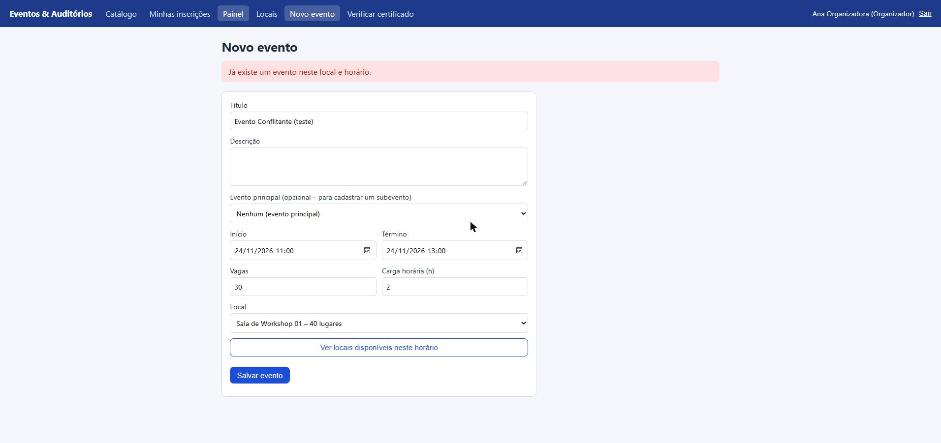 Eventos & Auditórios Catálogo Minhas inscrições Painel Locais Novo evento Verificar certificado Ana Organizadora (Organizador) Sair
Novo evento
Já existe um evento neste local e horário.
Título
Evento Conflitante (teste)
Descrição
Evento principal (opcional – para cadastrar um subevento)
Nenhum (evento principal)
Início Término
24/11/2026 11:00 24/11/2026 13:00
Vagas Carga horária (h)
30 2
Local
Sala de Workshop 01 – 40 lugares
Ver locais disponíveis neste horário
Salvar evento